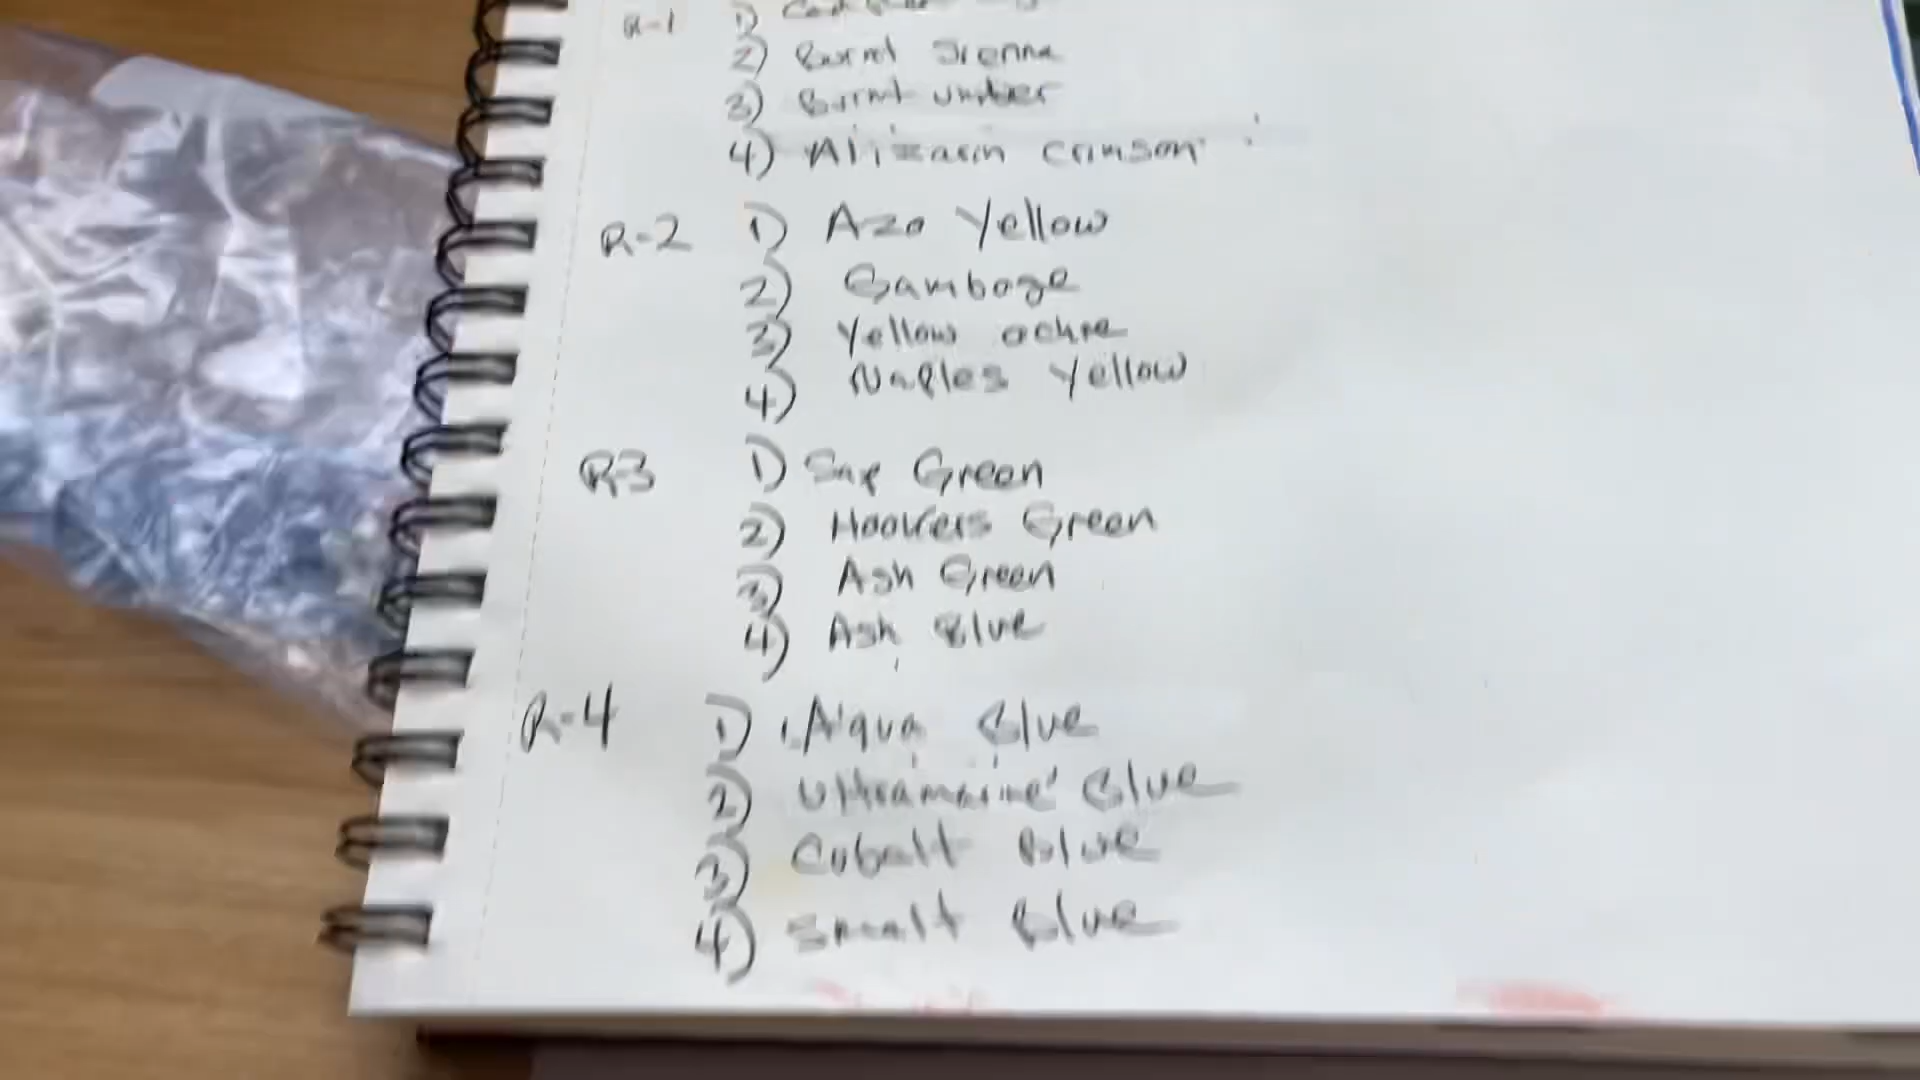 R-1 1)
2) Burnt Sienna
3) Burnt umber
4) Alizarin crimson
R-2 1) Azo Yellow
2) Gamboge
3) Yellow ochre
4) Naples Yellow
R-3 1) Sap Green
2) Hookers Green
3) Ash Green
4) Ash Blue
R-4 1) Aqua Blue
2) Ultramarine Blue
3) Cobalt Blue
4) Smalt Blue